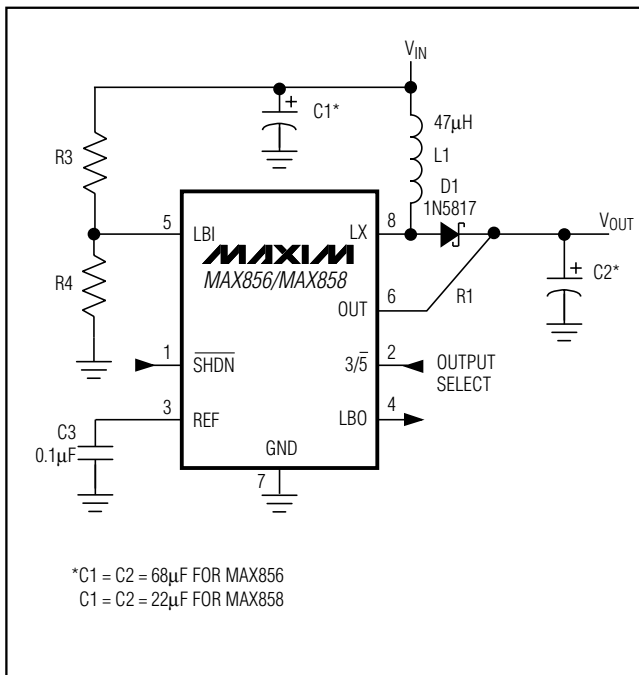 V_IN
C1*
47µH
L1
D1
1N5817
R3
5
LBI
LX
8
V_OUT
MAXIM
MAX856/MAX858
R4
OUT
6
R1
C2*
1
SHDN
3/5
2
OUTPUT
SELECT
3
REF
LBO
4
C3
0.1µF
GND
7
*C1 = C2 = 68µF FOR MAX856
C1 = C2 = 22µF FOR MAX858